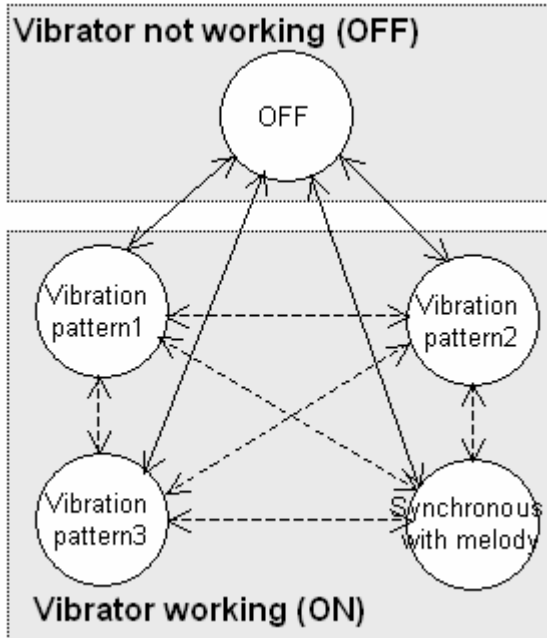 Vibrator not working (OFF)
OFF
Vibration
pattern1
Vibration
pattern2
Vibration
pattern3
Synchronous
with melody
Vibrator working (ON)